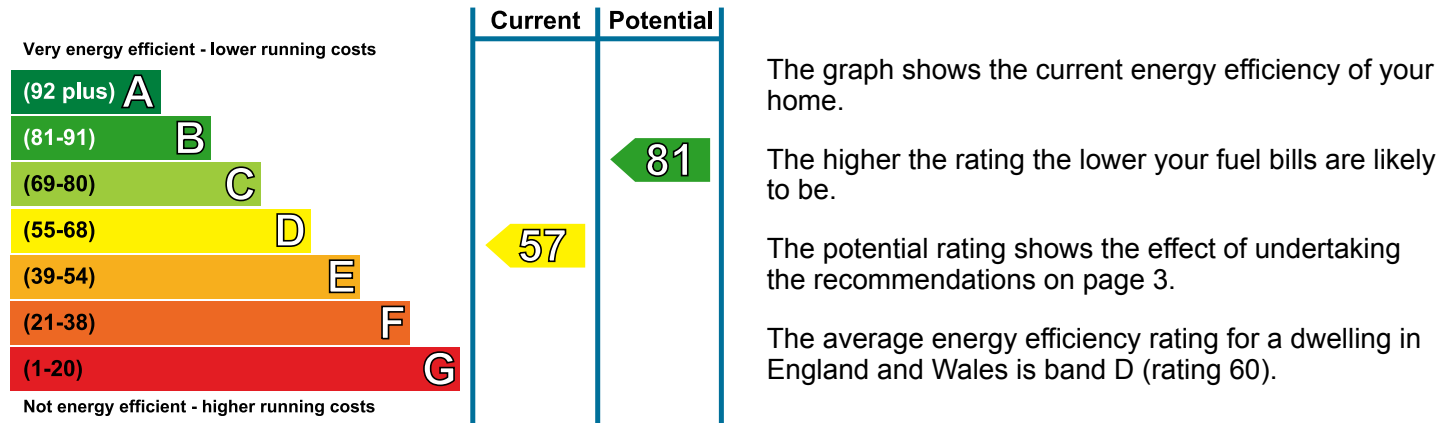 Current Potential
Very energy efficient - lower running costs
(92 plus) A
(81-91) B
(69-80) C
(55-68) D
(39-54) E
(21-38) F
(1-20) G
Not energy efficient - higher running costs
81
57
The graph shows the current energy efficiency of your
home.
The higher the rating the lower your fuel bills are likely
to be.
The potential rating shows the effect of undertaking
the recommendations on page 3.
The average energy efficiency rating for a dwelling in
England and Wales is band D (rating 60).